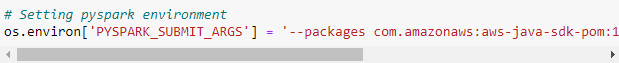 # Setting pyspark environment
os.environ['PYSPARK_SUBMIT_ARGS'] = '--packages com.amazonaws:aws-java-sdk-pom:1